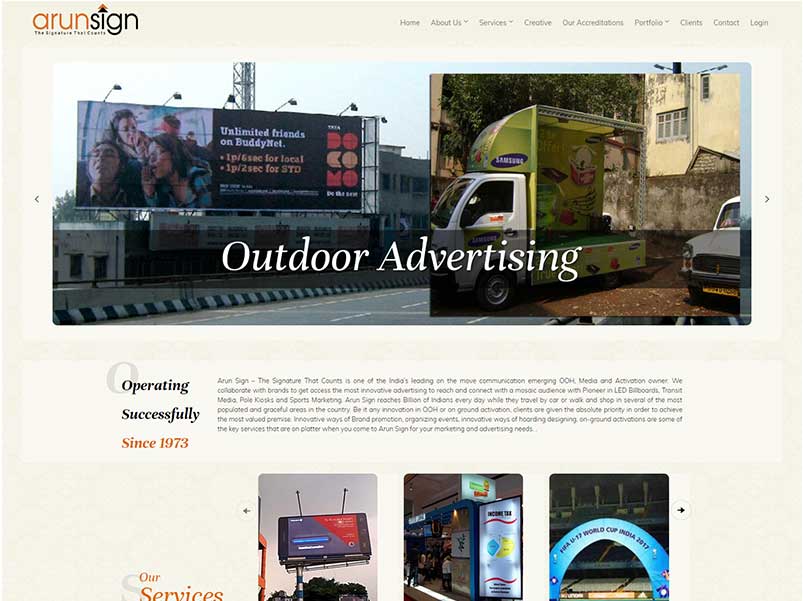 arunsign
The Signature That Counts
Home About Us Services Creative Our Accreditations Portfolio Clients Contact Login
Unlimited friends
on BuddyNet.
• 1p/6sec for local
• 1p/2sec for STD
TATA
DO
CO
MO
Do the new
SAMSUNG
SAMSUNG
Outdoor Advertising
O
Operating
Successfully
Since 1973
Arun Sign – The Signature That Counts is one of the India's leading on the move communication emerging OOH, Media and Activation owner. We
collaborate with brands to get access the most innovative advertising to reach and connect with a mosaic audience with Pioneer in LED Billboards, Transit
Media, Pole Kiosks and Sports Marketing. Arun Sign reaches Billion of Indians every day while they travel by car or walk and shop in several of the most
populated and graceful areas in the country. Be it any innovation in OOH or on ground activation, clients are given the absolute priority in order to achieve
the most valued premise. Innovative ways of Brand promotion, organizing events, innovative ways of hoarding designing, on-ground activations are some of
the key services that are on platter when you come to Arun Sign for your marketing and advertising needs. .
INCOME TAX
FIFA U-17 WORLD CUP INDIA 2017
S
Our
Services